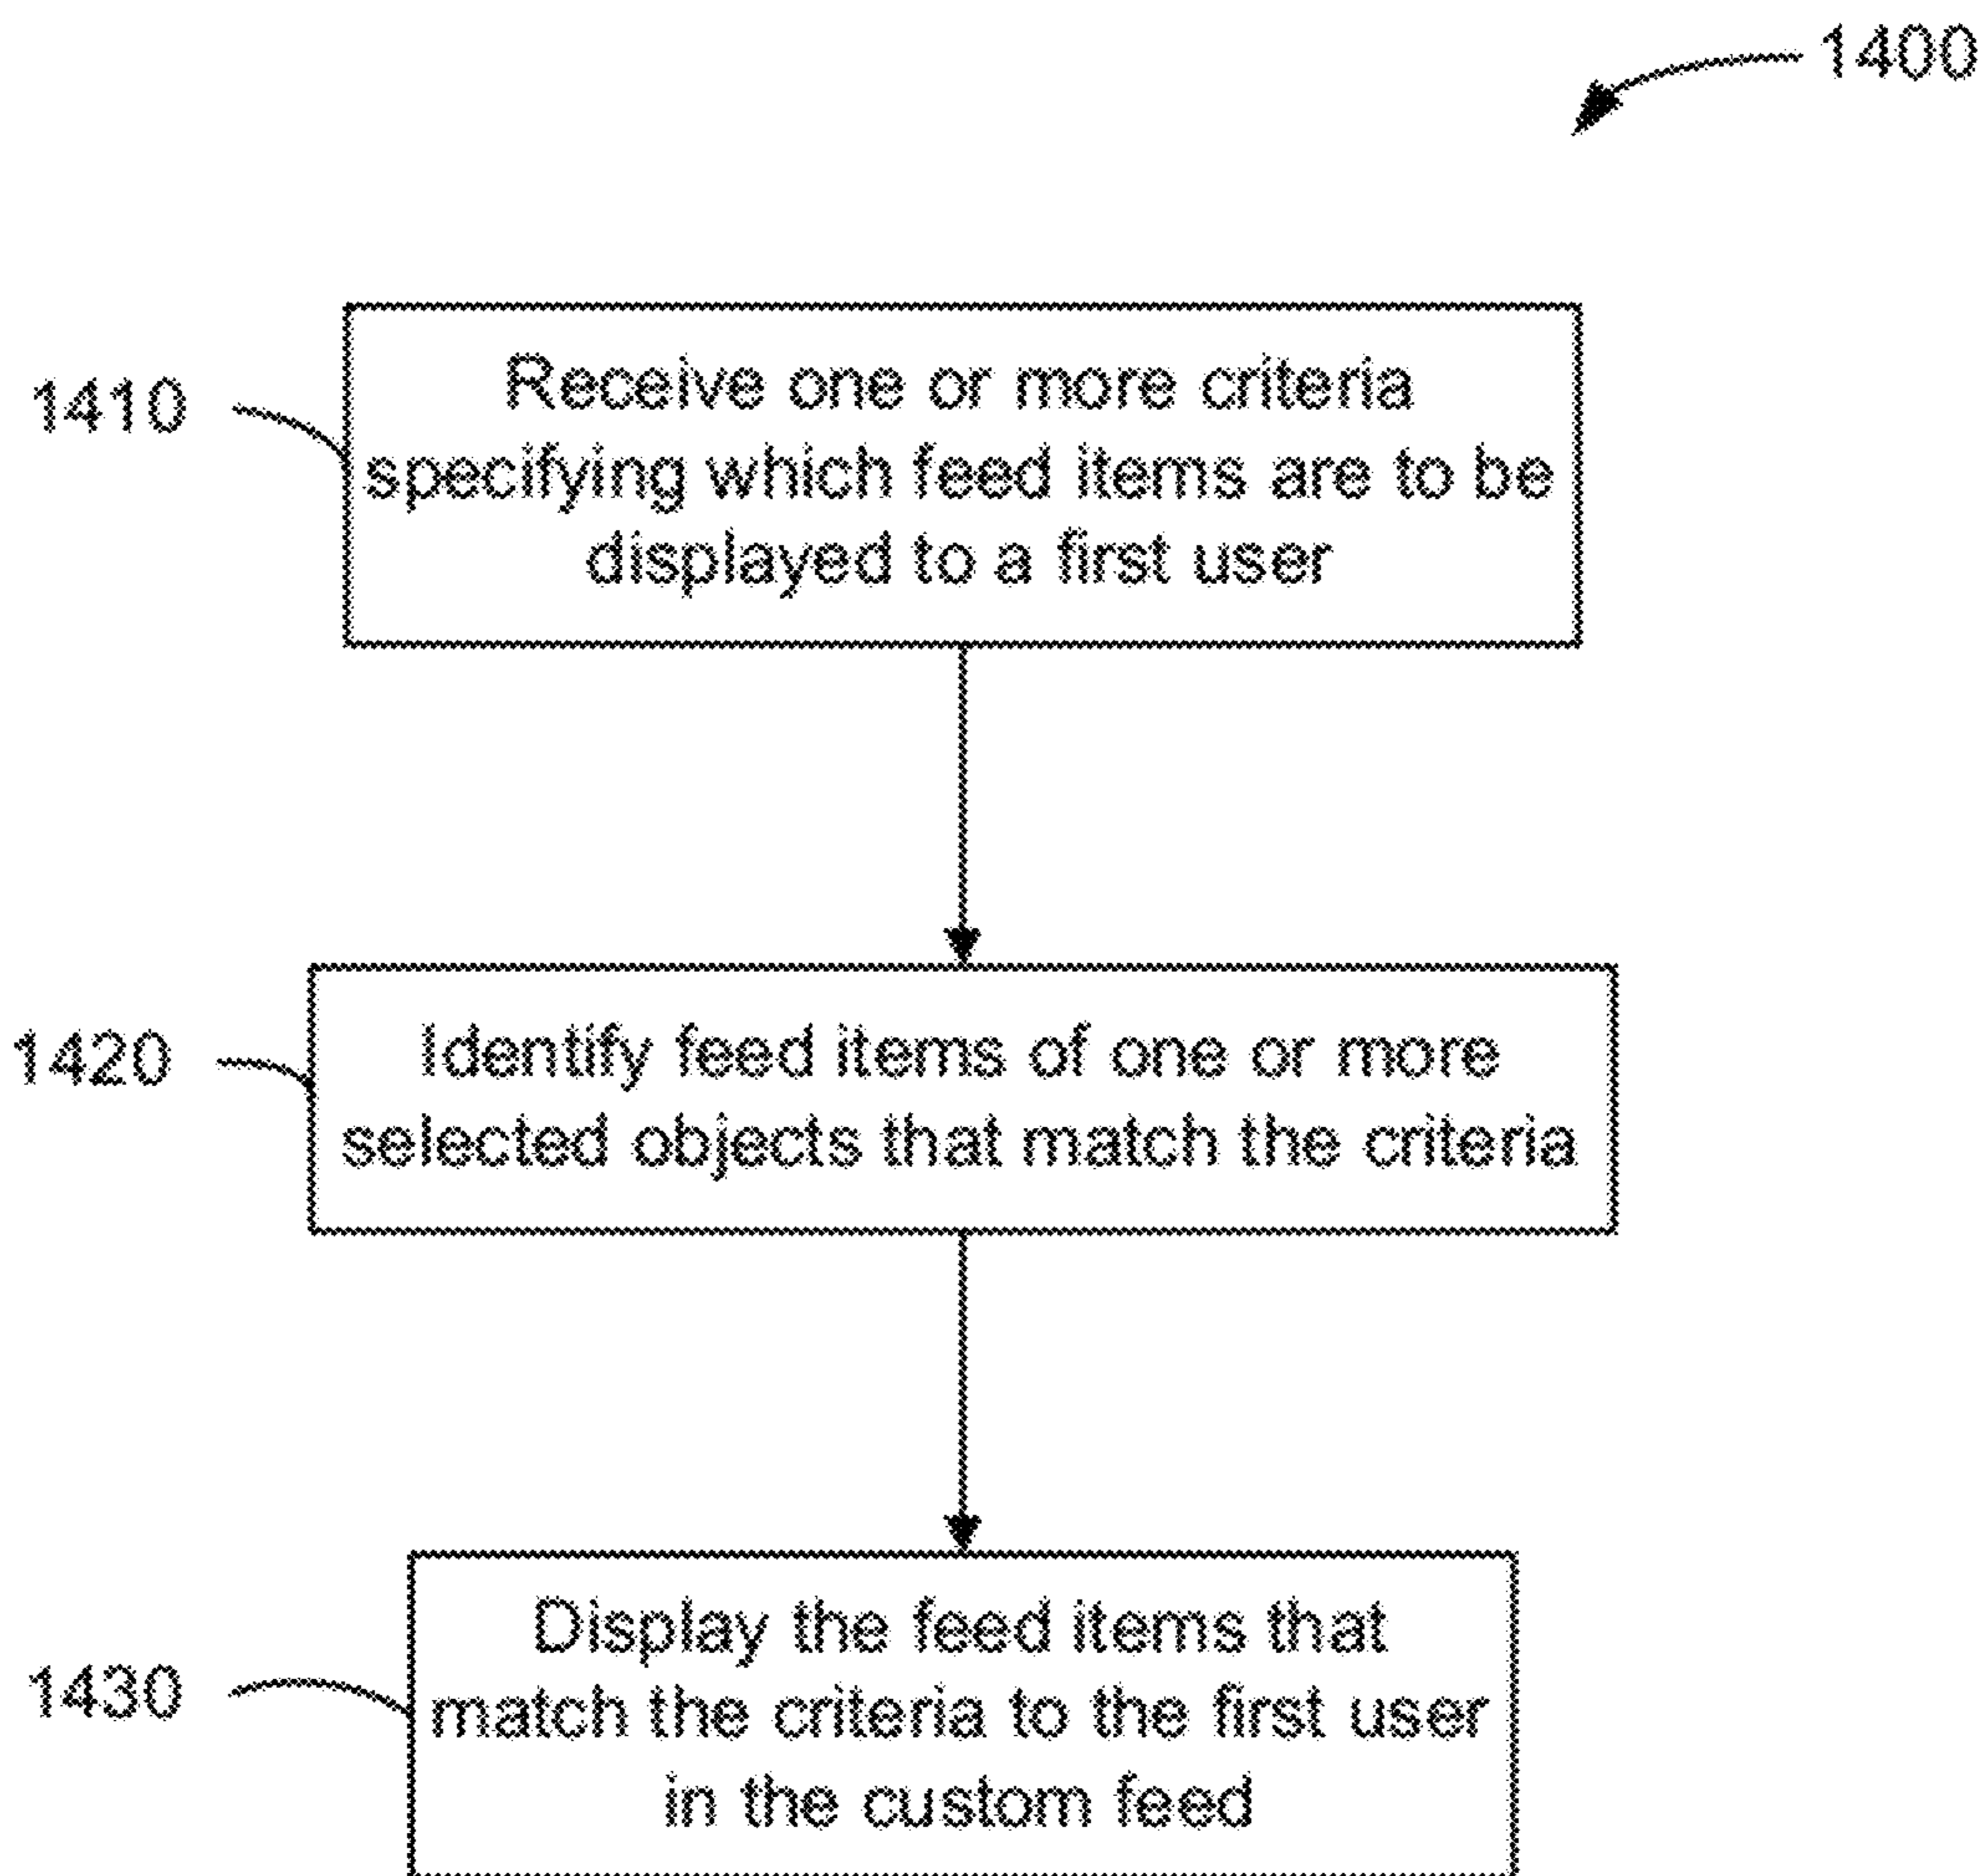 1400
1410
Receive one or more criteria
specifying which feed items are to be
displayed to a first user
1420
Identify feed items of one or more
selected objects that match the criteria
1430
Display the feed items that
match the criteria to the first user
in the custom feed